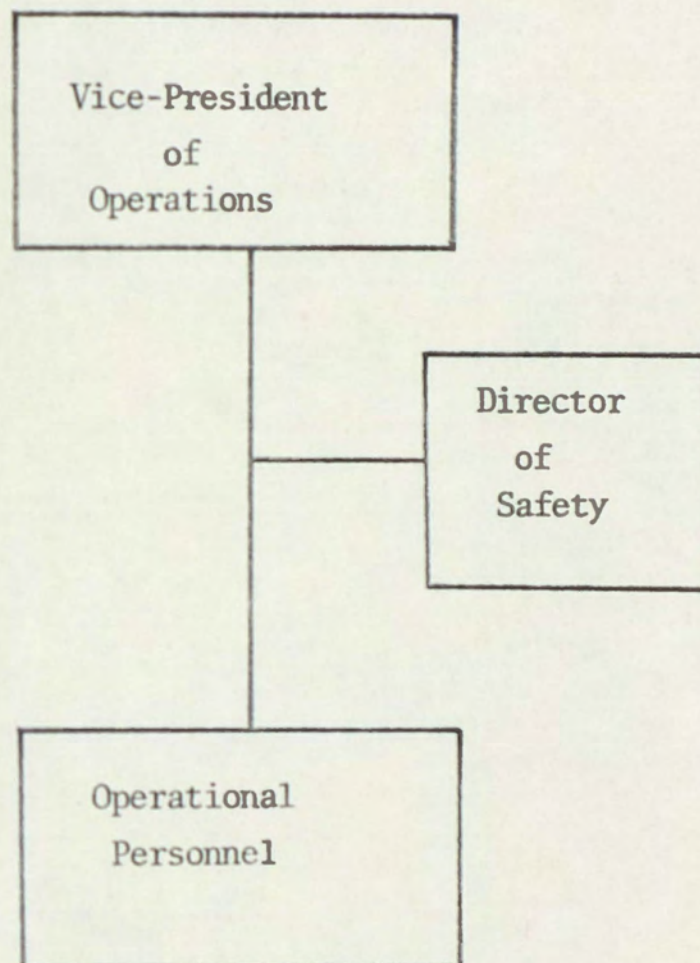 Vice-President
of
Operations
Director
of
Safety
Operational
Personnel